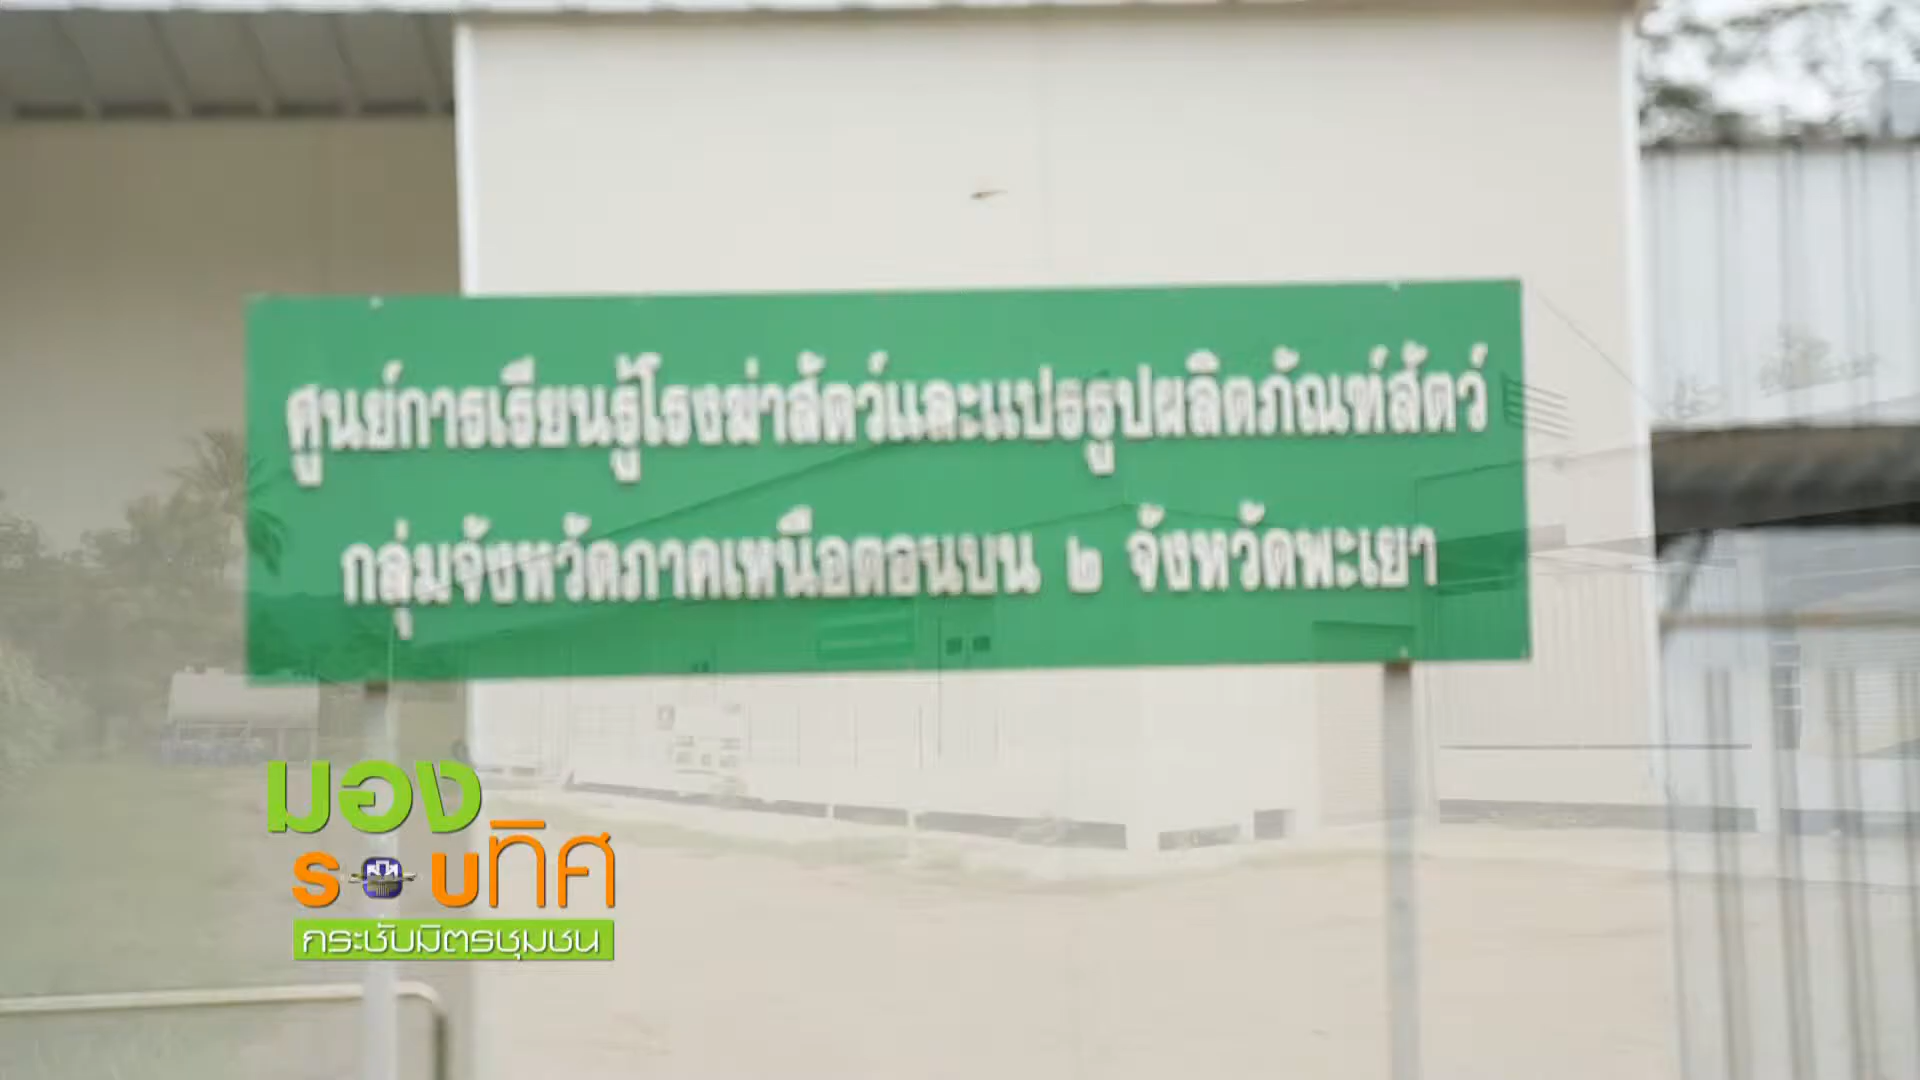 ศูนย์การเรียนรู้โรงฆ่าสัตว์และแปรรูปผลิตภัณฑ์สัตว์
กลุ่มจังหวัดภาคเหนือตอนบน ๒ จังหวัดพะเยา
มอง
รอบทิศ
กระชับมิตรชุมชน